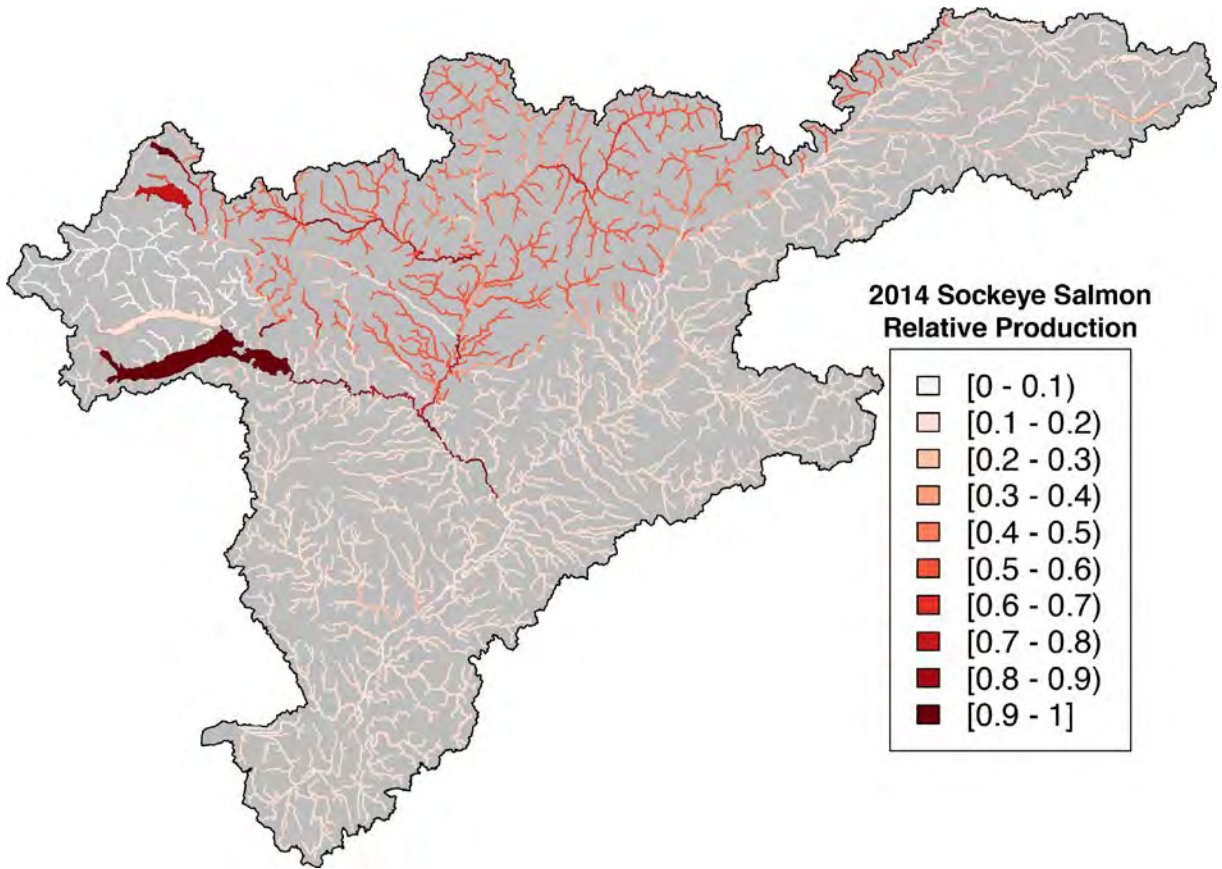 2014 Sockeye Salmon
Relative Production
[0 - 0.1)
[0.1 - 0.2)
[0.2 - 0.3)
[0.3 - 0.4)
[0.4 - 0.5)
[0.5 - 0.6)
[0.6 - 0.7)
[0.7 - 0.8)
[0.8 - 0.9)
[0.9 - 1]